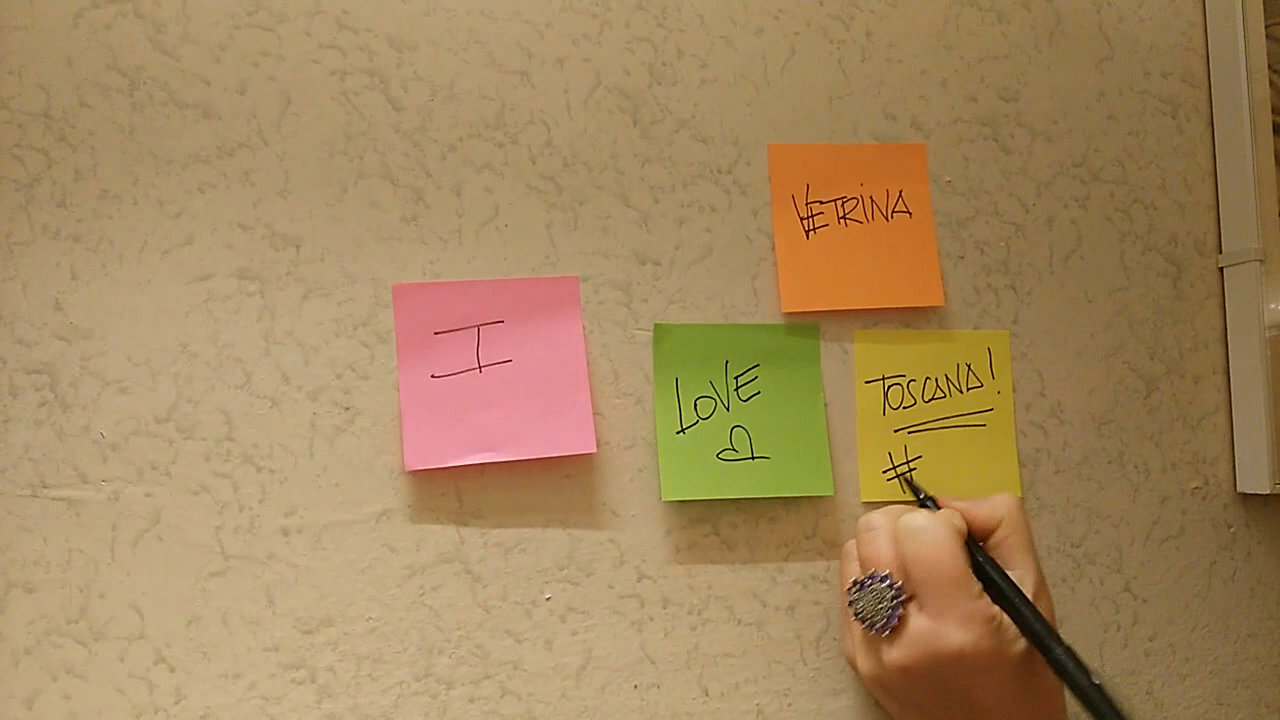 I
LOVE
♡
VETRINA
TOSCANA!
#